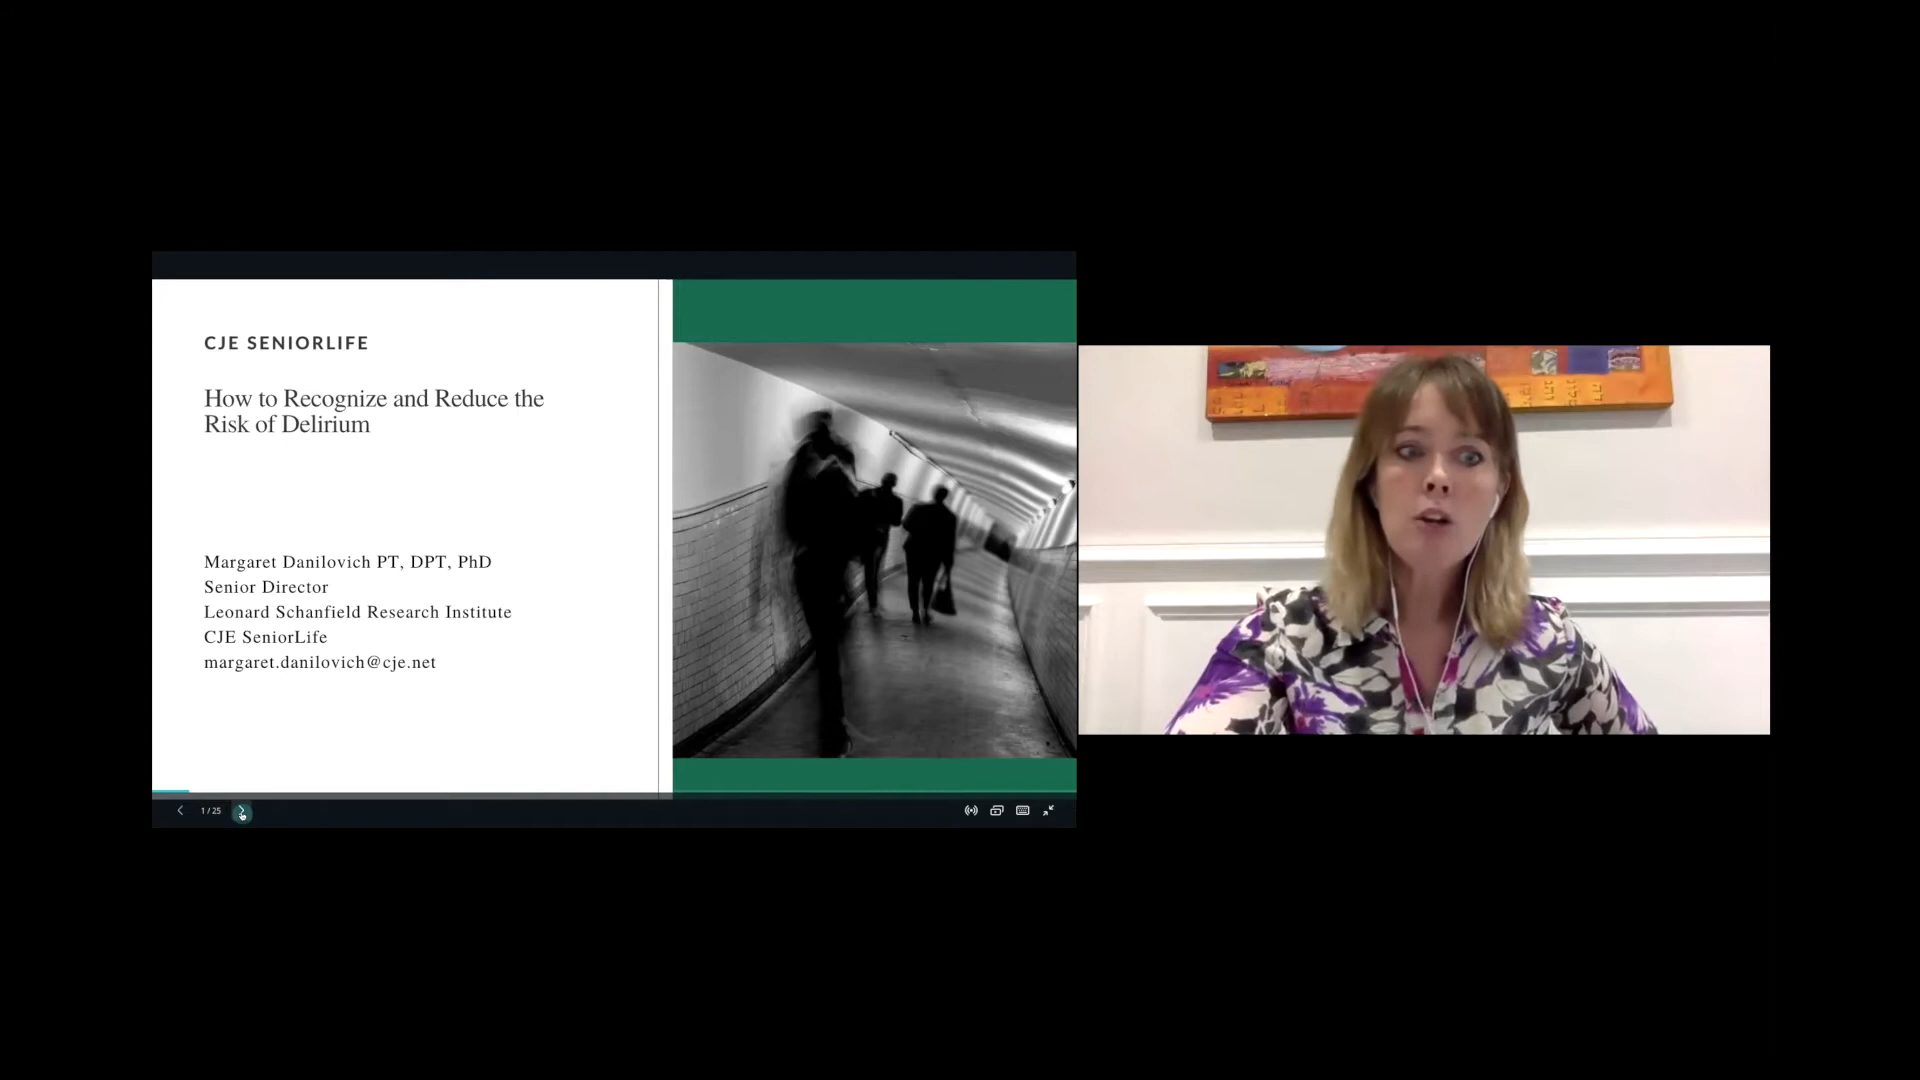 CJE SENIORLIFE
How to Recognize and Reduce the
Risk of Delirium
Margaret Danilovich PT, DPT, PhD
Senior Director
Leonard Schanfield Research Institute
CJE SeniorLife
margaret.danilovich@cje.net
1 / 25